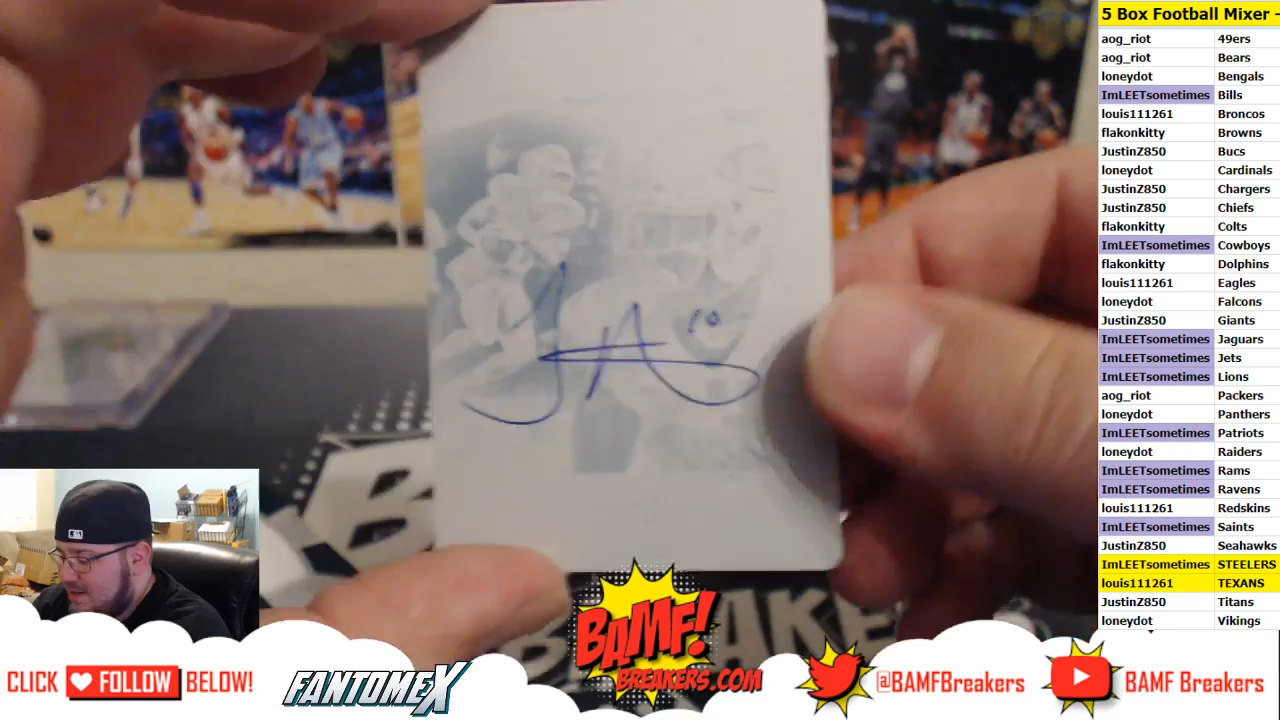 5 Box Football Mixer -
aog_riot 49ers
aog_riot Bears
loneydot Bengals
ImLEETsometimes Bills
louis111261 Broncos
flakonkitty Browns
JustinZ850 Bucs
loneydot Cardinals
JustinZ850 Chargers
JustinZ850 Chiefs
flakonkitty Colts
ImLEETsometimes Cowboys
flakonkitty Dolphins
louis111261 Eagles
loneydot Falcons
JustinZ850 Giants
ImLEETsometimes Jaguars
ImLEETsometimes Jets
ImLEETsometimes Lions
aog_riot Packers
loneydot Panthers
ImLEETsometimes Patriots
loneydot Raiders
ImLEETsometimes Rams
ImLEETsometimes Ravens
louis111261 Redskins
ImLEETsometimes Saints
JustinZ850 Seahawks
ImLEETsometimes STEELERS
louis111261 TEXANS
JustinZ850 Titans
loneydot Vikings
10
CLICK FOLLOW BELOW!
FANTOMEX
BAMF!
BREAKERS.COM
@BAMFBreakers
BAMF Breakers